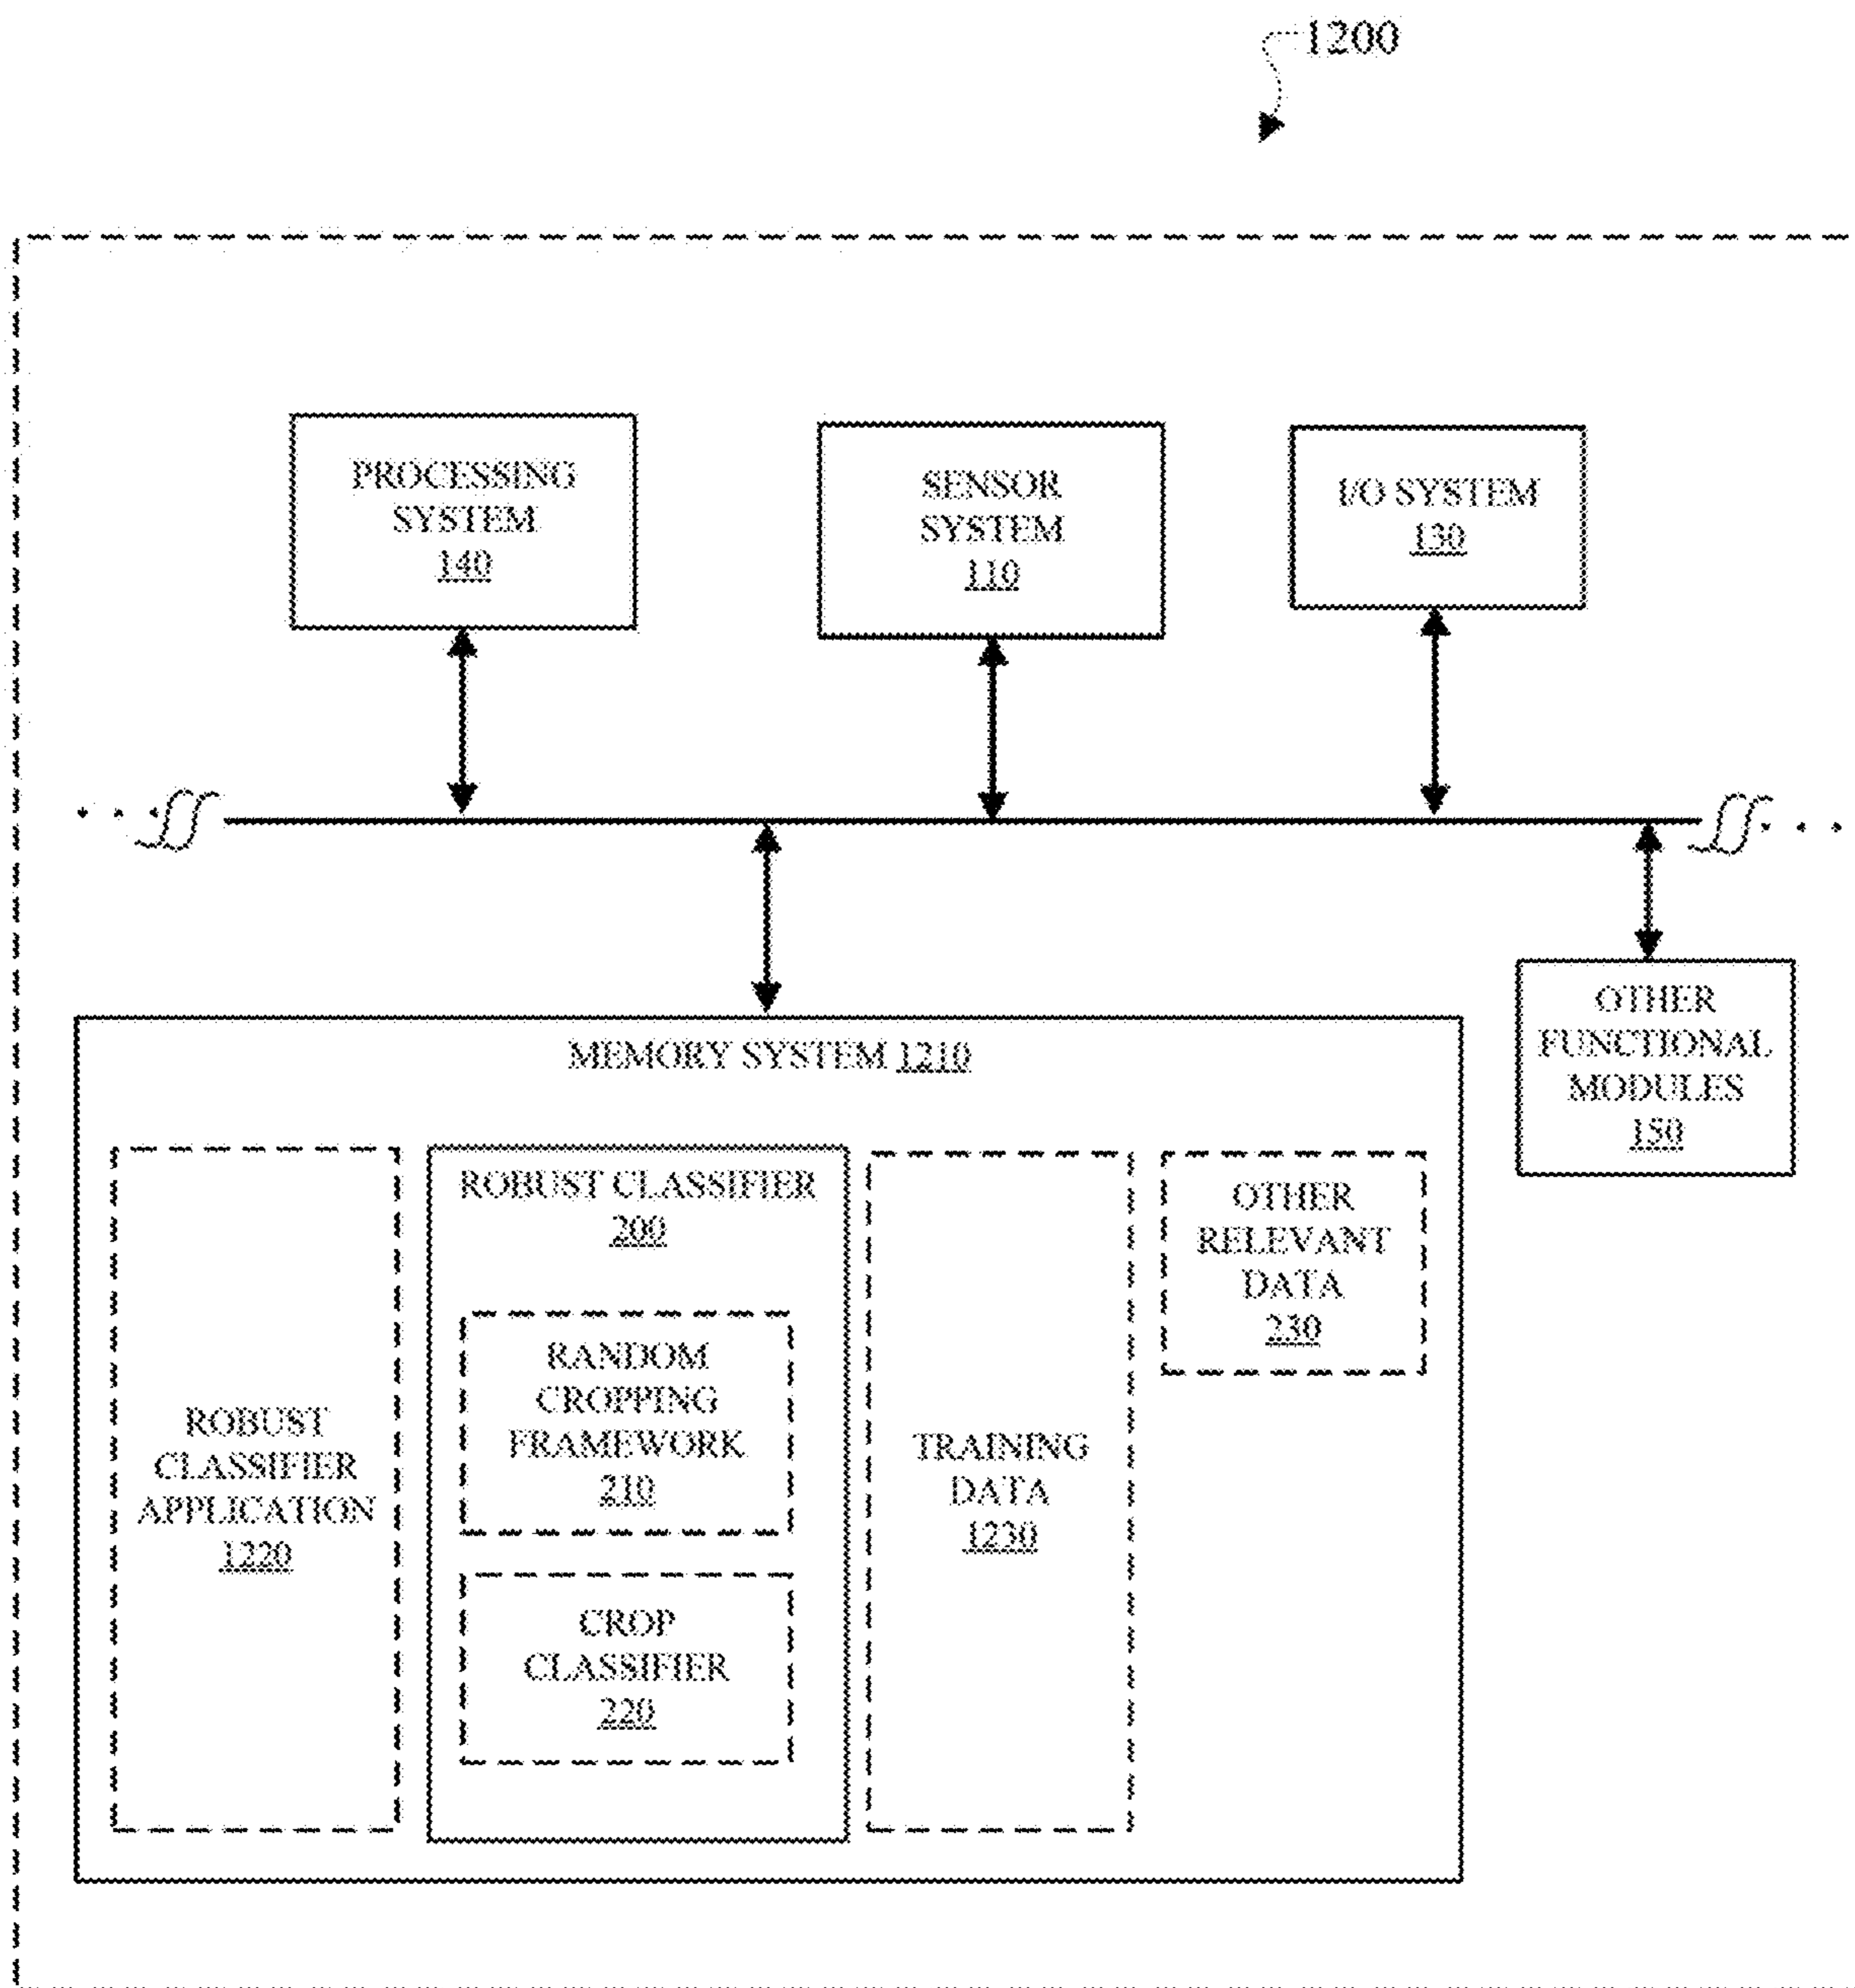 1200
PROCESSING
SYSTEM
140
SENSOR
SYSTEM
110
I/O SYSTEM
130
MEMORY SYSTEM 1210
OTHER
FUNCTIONAL
MODULES
150
ROBUST
CLASSIFIER
APPLICATION
1220
ROBUST CLASSIFIER
200
RANDOM
CROPPING
FRAMEWORK
210
CROP
CLASSIFIER
220
TRAINING
DATA
1230
OTHER
RELEVANT
DATA
230